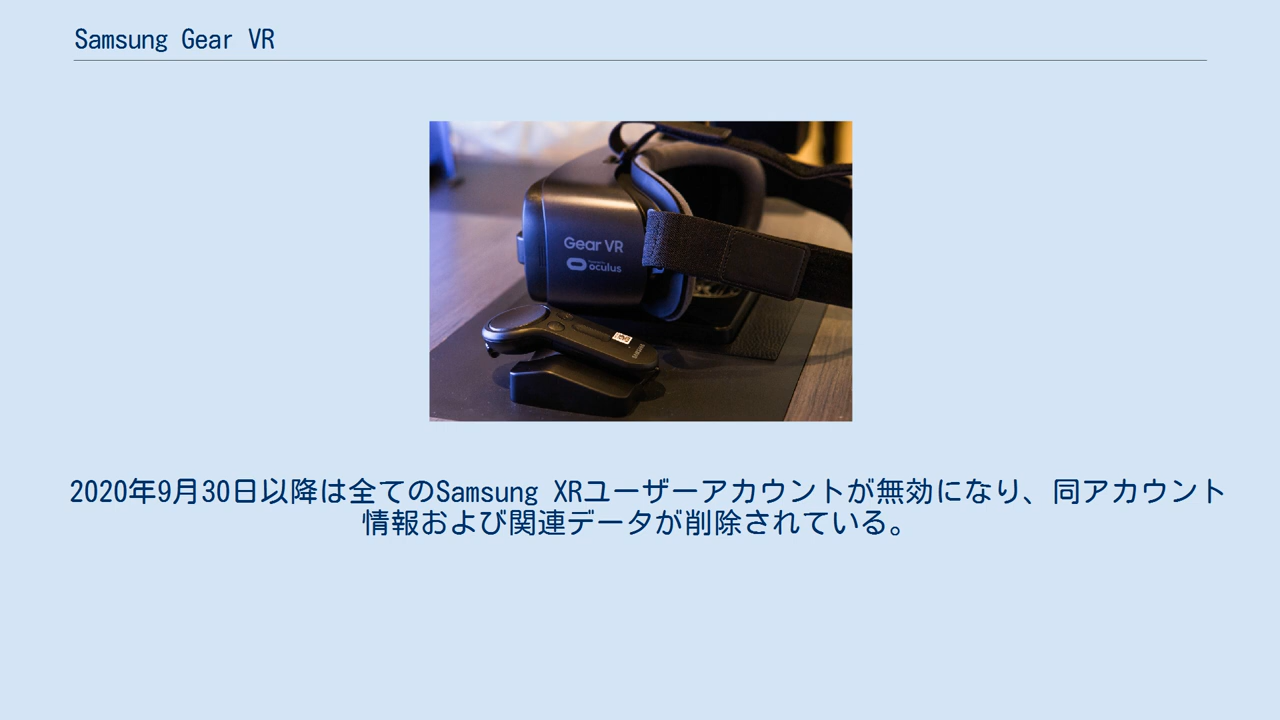 Samsung Gear VR
Gear VR
oculus
2020年9月30日以降は全てのSamsung XRユーザーアカウントが無効になり、同アカウント
情報および関連データが削除されている。